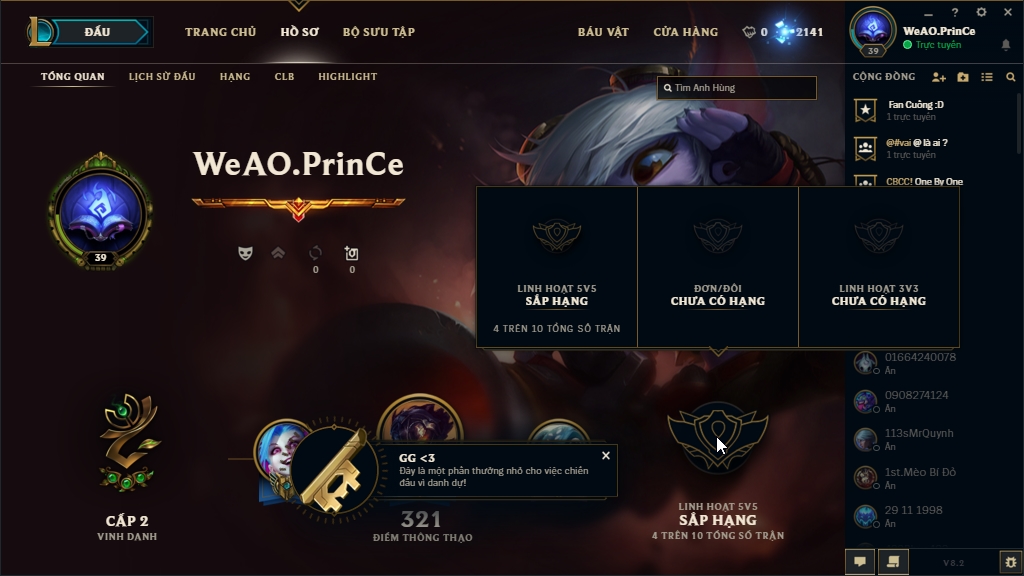 ĐẤU
TRANG CHỦ
HỒ SƠ
BỘ SƯU TẬP
BÁU VẬT
CỬA HÀNG
0
2141
WeAO.PrinCe
Trực tuyến
39
TỔNG QUAN
LỊCH SỬ ĐẤU
HẠNG
CLB
HIGHLIGHT
Tìm Anh Hùng
CỘNG ĐỒNG
Fan Cuồng :D
1 trực tuyến
@#vai @ là ai ?
1 trực tuyến
CBCC! One By One
WeAO.PrinCe
39
0
0
LINH HOẠT 5V5
SẮP HẠNG
4 TRÊN 10 TỔNG SỐ TRẬN
ĐƠN/ĐÔI
CHƯA CÓ HẠNG
LINH HOẠT 3V3
CHƯA CÓ HẠNG
01664240078
Ẩn
0908274124
Ẩn
113sMrQuynh
Ẩn
1st.Mèo Bí Đỏ
Ẩn
29 11 1998
Ẩn
GG <3
Đây là một phần thưởng nhỏ cho việc chiến
đấu vì danh dự!
CẤP 2
VINH DANH
321
ĐIỂM THÔNG THẠO
LINH HOẠT 5V5
SẮP HẠNG
4 TRÊN 10 TỔNG SỐ TRẬN
V8.2